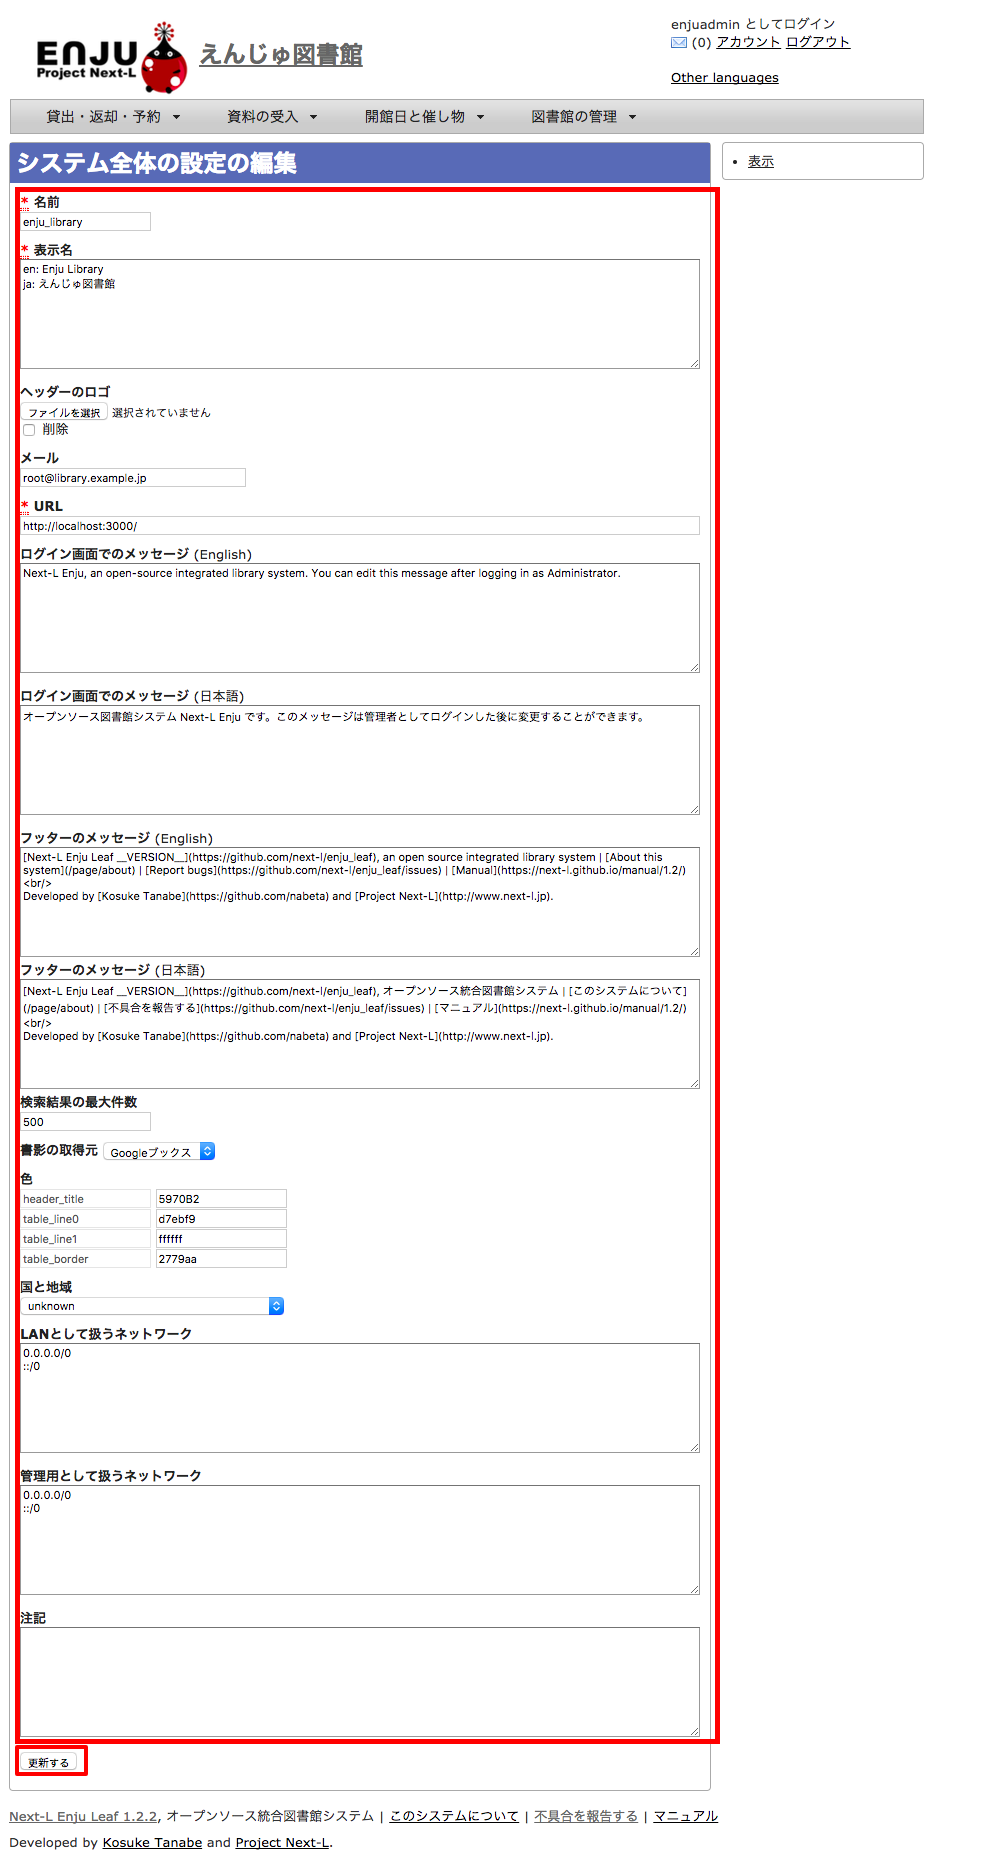 ENJU
Project Next-L
えんじゅ図書館
enjuadmin としてログイン
(0) アカウント ログアウト
Other languages
貸出・返却・予約 資料の受入 開館日と催し物 図書館の管理
システム全体の設定の編集
表示
* 名前
enju_library
* 表示名
en: Enju Library
ja: えんじゅ図書館
ヘッダーのロゴ
ファイルを選択 選択されていません
削除
メール
root@library.example.jp
* URL
http://localhost:3000/
ログイン画面でのメッセージ (English)
Next-L Enju, an open-source integrated library system. You can edit this message after logging in as Administrator.
ログイン画面でのメッセージ (日本語)
オープンソース図書館システム Next-L Enju です。このメッセージは管理者としてログインした後に変更することができます。
フッターのメッセージ (English)
[Next-L Enju Leaf __VERSION__](https://github.com/next-l/enju_leaf), an open source integrated library system | [About this
system](/page/about) | [Report bugs](https://github.com/next-l/enju_leaf/issues) | [Manual](https://next-l.github.io/manual/1.2/)
<br/>
Developed by [Kosuke Tanabe](https://github.com/nabeta) and [Project Next-L](http://www.next-l.jp).
フッターのメッセージ (日本語)
[Next-L Enju Leaf __VERSION__](https://github.com/next-l/enju_leaf), オープンソース統合図書館システム | [このシステムについて]
(/page/about) | [不具合を報告する](https://github.com/next-l/enju_leaf/issues) | [マニュアル](https://next-l.github.io/manual/1.2/)
<br/>
Developed by [Kosuke Tanabe](https://github.com/nabeta) and [Project Next-L](http://www.next-l.jp).
検索結果の最大件数
500
書影の取得元 Googleブックス
色
header_title 5970B2
table_line0 d7ebf9
table_line1 ffffff
table_border 2779aa
国と地域
unknown
LANとして扱うネットワーク
0.0.0.0/0
::/0
管理用として扱うネットワーク
0.0.0.0/0
::/0
注記
更新する
Next-L Enju Leaf 1.2.2, オープンソース統合図書館システム | このシステムについて | 不具合を報告する | マニュアル
Developed by Kosuke Tanabe and Project Next-L.